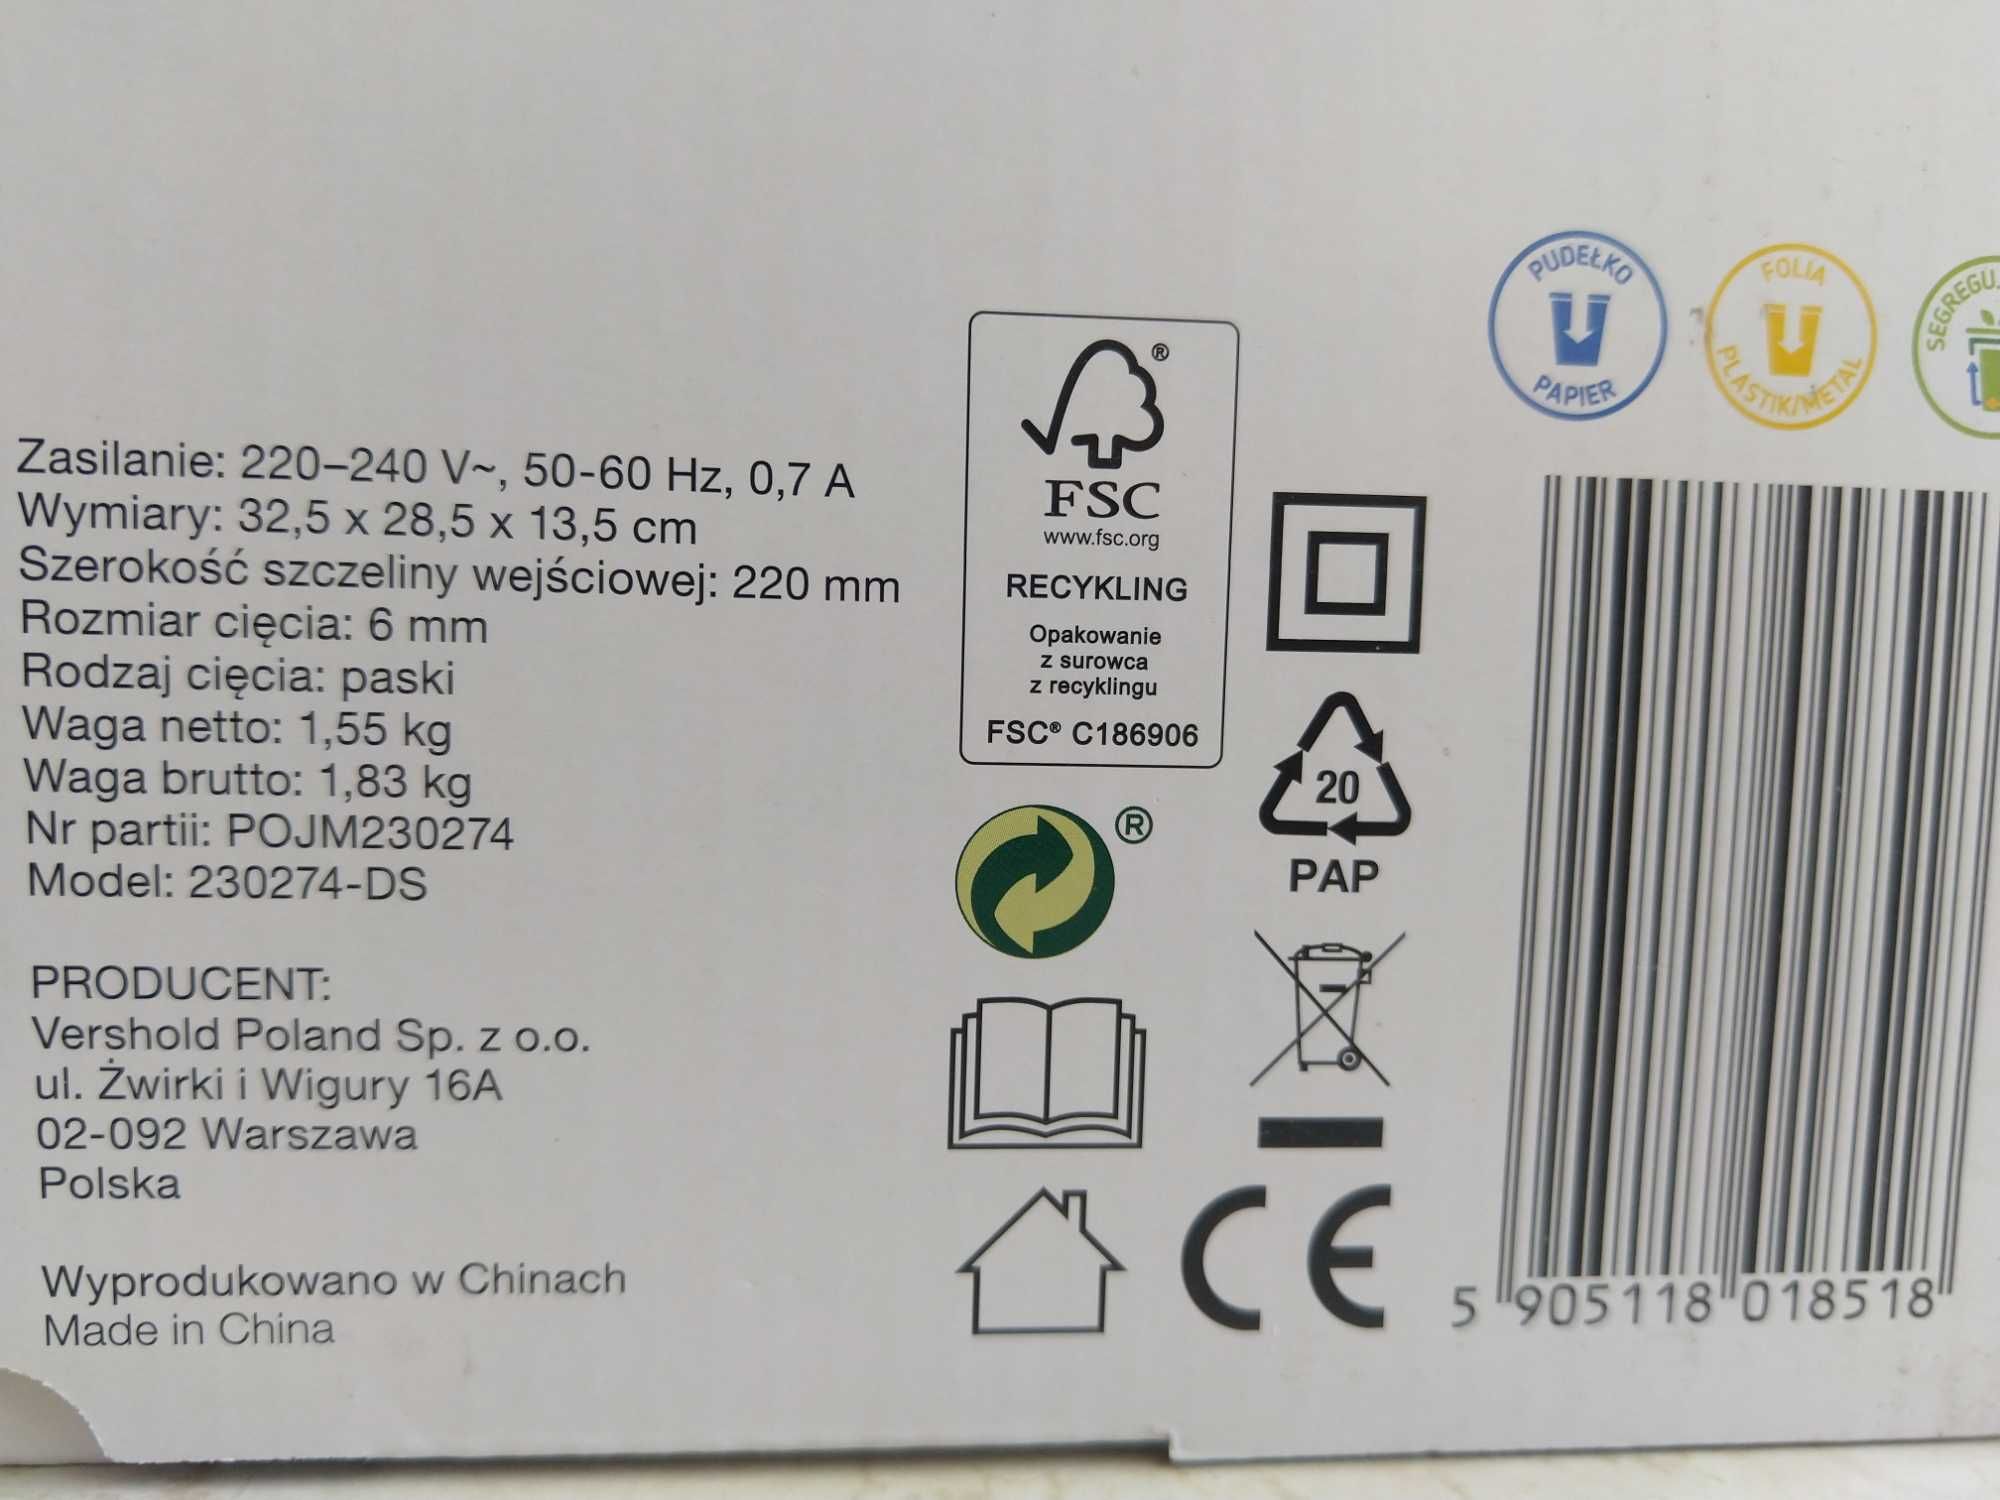 Zasilanie: 220–240 V~, 50-60 Hz, 0,7 A
Wymiary: 32,5 x 28,5 x 13,5 cm
Szerokość szczeliny wejściowej: 220 mm
Rozmiar cięcia: 6 mm
Rodzaj cięcia: paski
Waga netto: 1,55 kg
Waga brutto: 1,83 kg
Nr partii: POJM230274
Model: 230274-DS
PRODUCENT:
Vershold Poland Sp. z o.o.
ul. Żwirki i Wigury 16A
02-092 Warszawa
Polska
Wyprodukowano w Chinach
Made in China
®
FSC
www.fsc.org
RECYKLING
Opakowanie
z surowca
z recyklingu
FSC® C186906
®
20
PAP
CE
PUDEŁKO
PAPIER
FOLIA
PLASTIK/METAL
5 905118 018518